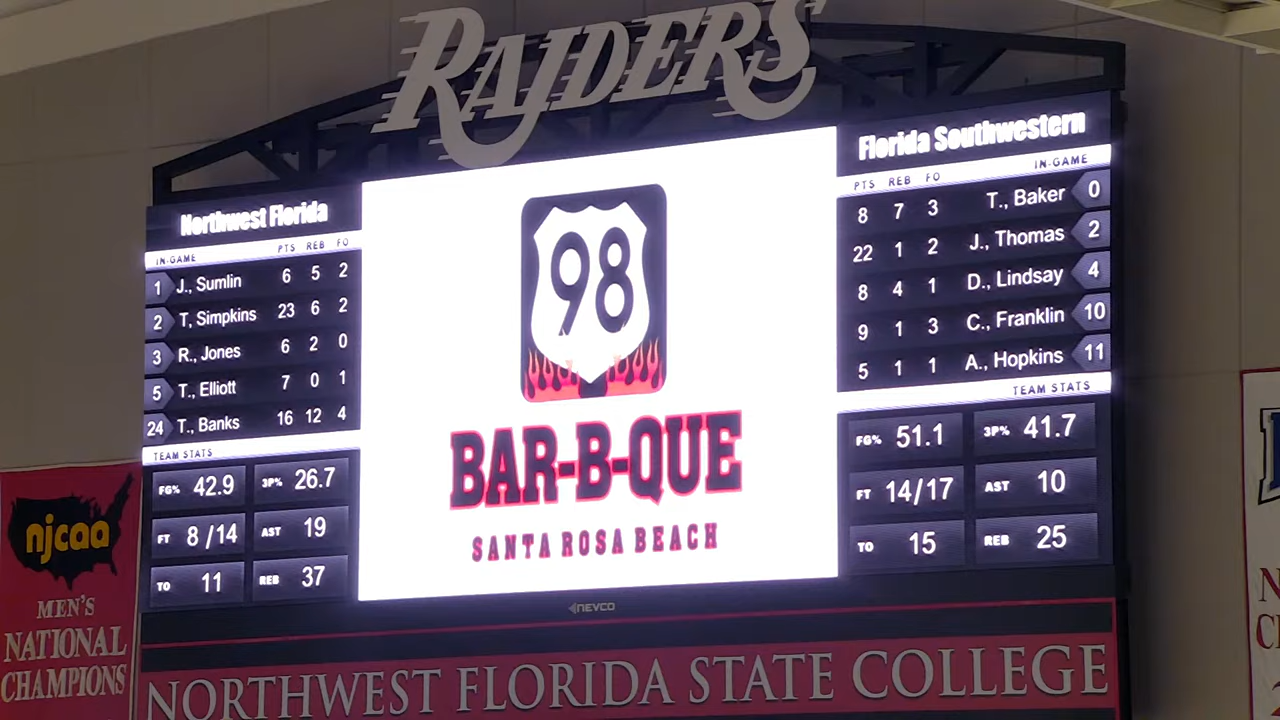 RAIDERS
Northwest Florida
IN-GAME PTS REB FO
1 J., Sumlin 6 5 2
2 T, Simpkins 23 6 2
3 R., Jones 6 2 0
5 T., Elliott 7 0 1
24 T., Banks 16 12 4
TEAM STATS
FG% 42.9 3P% 26.7
FT 8 /14 AST 19
TO 11 REB 37
98
BAR-B-QUE
SANTA ROSA BEACH
Florida Southwestern
IN-GAME
PTS REB FO
8 7 3 T., Baker 0
22 1 2 J., Thomas 2
8 4 1 D., Lindsay 4
9 1 3 C., Franklin 10
5 1 1 A., Hopkins 11
TEAM STATS
FG% 51.1 3P% 41.7
FT 14/17 AST 10
TO 15 REB 25
NEVCO
NORTHWEST FLORIDA STATE COLLEGE
njcaa
MEN'S
NATIONAL
CHAMPIONS